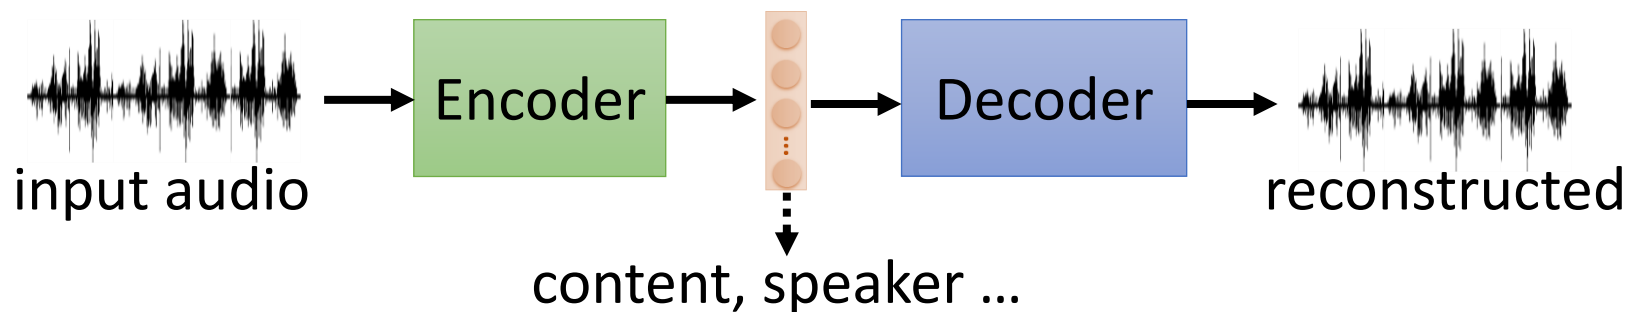 Encoder
Decoder
input audio
reconstructed
content, speaker ...